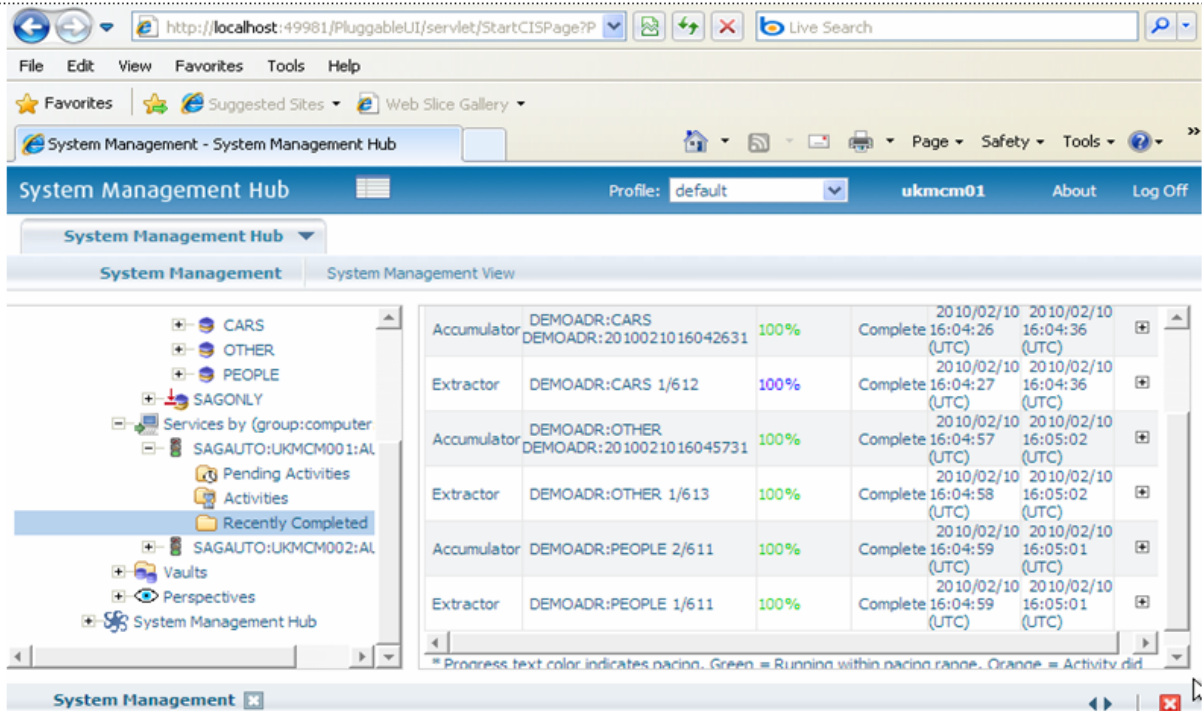 http://localhost:49981/PluggableUI/servlet/StartCISPage?P
Live Search
File Edit View Favorites Tools Help
Favorites Suggested Sites Web Slice Gallery
System Management - System Management Hub
Page Safety Tools
System Management Hub
Profile: default
ukmcm01
About
Log Off
System Management Hub
System Management
System Management View
CARS
OTHER
PEOPLE
SAGONLY
Services by (group:computer
SAGAUTO:UKMCM001:AU
Pending Activities
Activities
Recently Completed
SAGAUTO:UKMCM002:AU
Vaults
Perspectives
System Management Hub
2010/02/10 2010/02/10
DEMOADR:CARS
Accumulator DEMOADR:2010021016042631 100% Complete 16:04:26 16:04:36
(UTC) (UTC)
2010/02/10 2010/02/10
Extractor DEMOADR:CARS 1/612 100% Complete 16:04:27 16:04:36
(UTC) (UTC)
2010/02/10 2010/02/10
DEMOADR:OTHER
Accumulator DEMOADR:2010021016045731 100% Complete 16:04:57 16:05:02
(UTC) (UTC)
2010/02/10 2010/02/10
Extractor DEMOADR:OTHER 1/613 100% Complete 16:04:58 16:05:02
(UTC) (UTC)
2010/02/10 2010/02/10
Accumulator DEMOADR:PEOPLE 2/611 100% Complete 16:04:59 16:05:01
(UTC) (UTC)
2010/02/10 2010/02/10
Extractor DEMOADR:PEOPLE 1/611 100% Complete 16:04:59 16:05:01
(UTC) (UTC)
* Progress text color indicates pacing. Green = Running within pacing range. Orange = Activity did
System Management